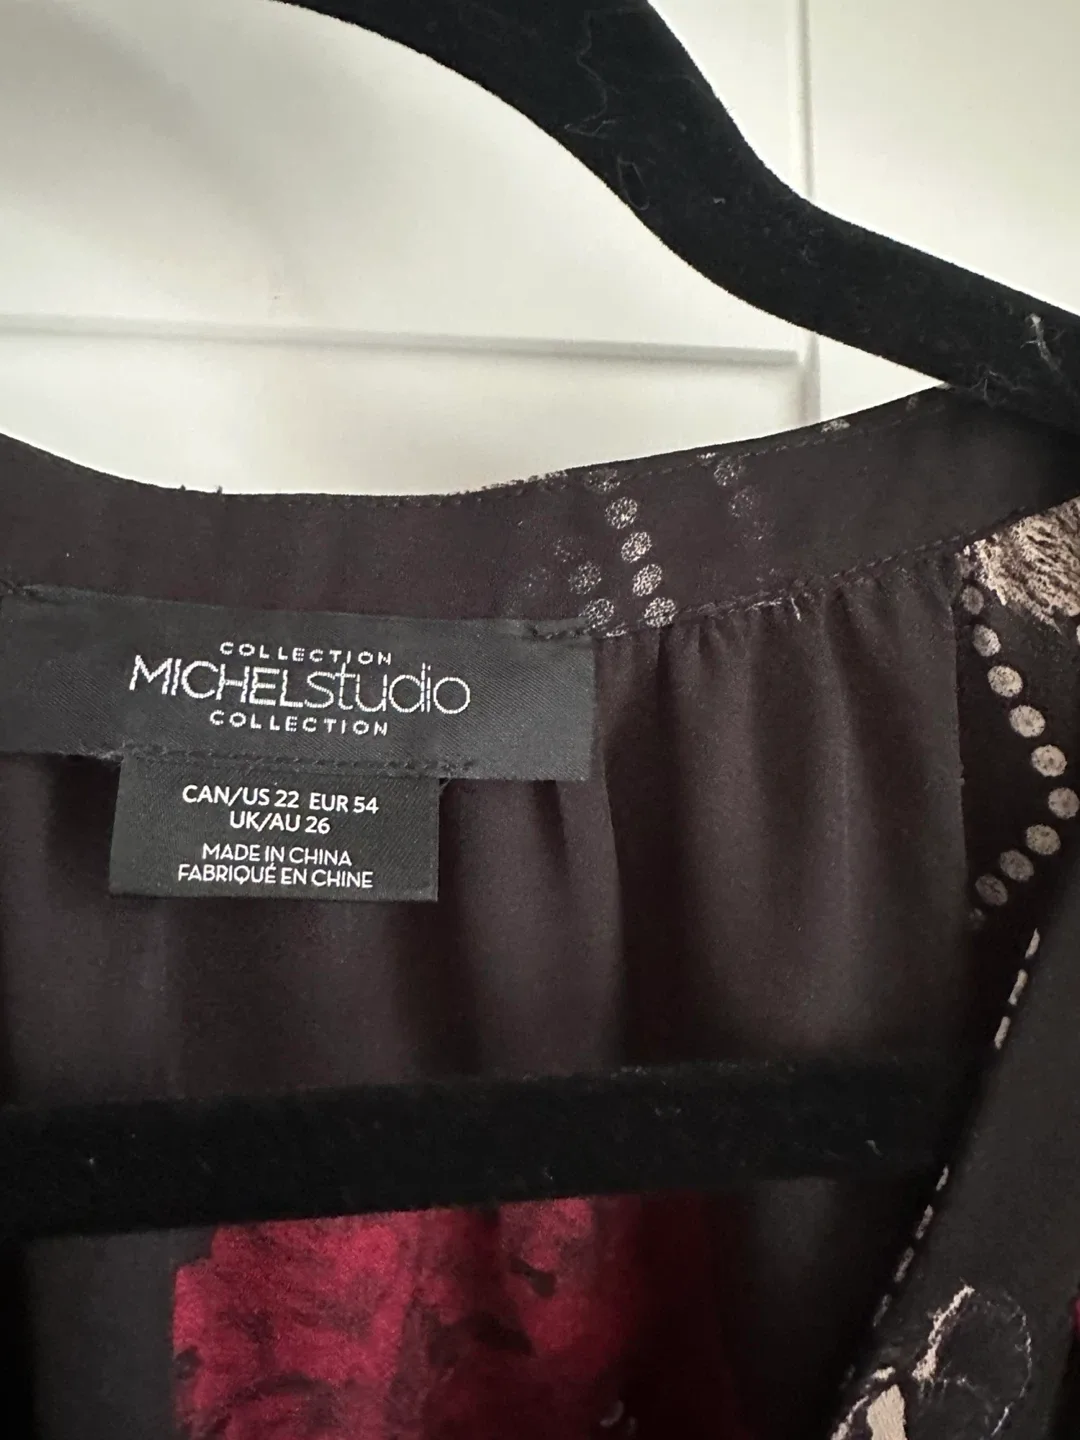 COLLECTION
MICHELstudio
COLLECTION
CAN/US 22 EUR 54
UK/AU 26
MADE IN CHINA
FABRIQUÉ EN CHINE